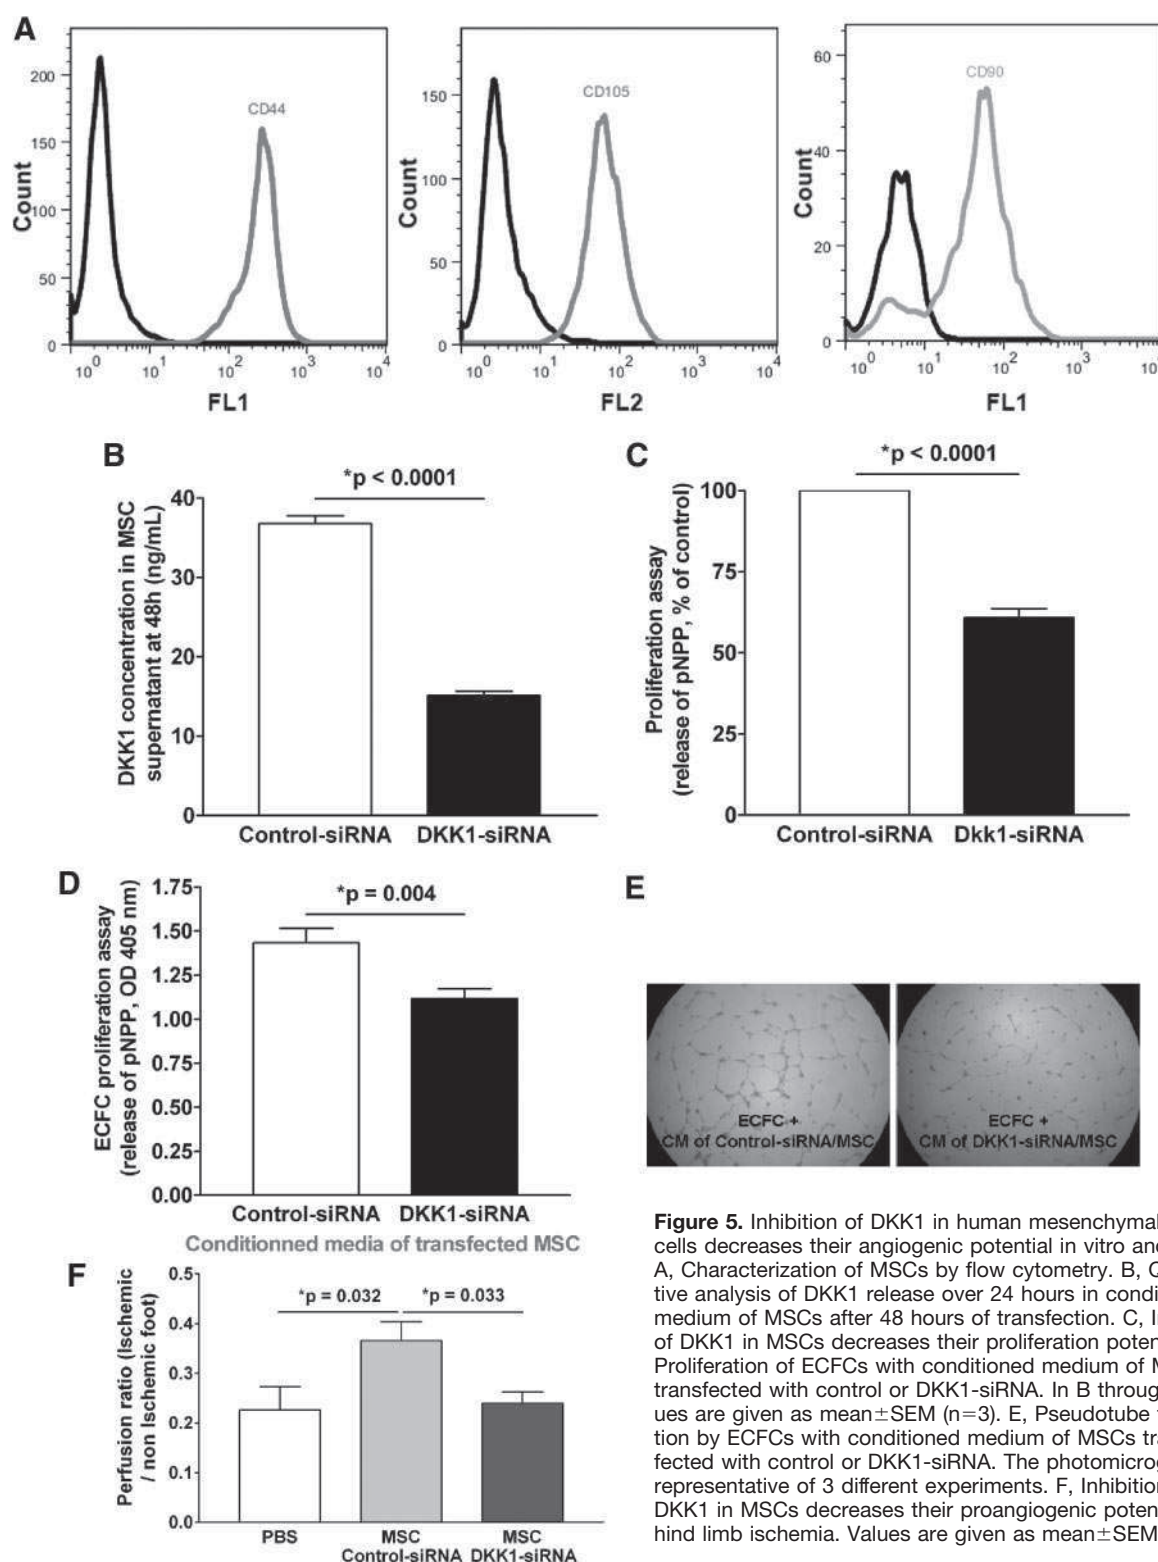 A
CD44
CD105
CD90
Count
200
150
100
50
0
10^0 10^1 10^2 10^3 10^4
FL1
Count
150
100
50
0
10^0 10^1 10^2 10^3 10^4
FL2
Count
60
40
20
0
10^0 10^1 10^2 10^3
FL1
B
*p < 0.0001
DKK1 concentration in MSC
supernatant at 48h (ng/mL)
40
30
20
10
0
Control-siRNA DKK1-siRNA
C
*p < 0.0001
Proliferation assay
(release of pNPP, % of control)
100
75
50
25
0
Control-siRNA Dkk1-siRNA
D
*p = 0.004
ECFC proliferation assay
(release of pNPP, OD 405 nm)
1.75
1.50
1.25
1.00
0.75
0.50
0.25
0.00
Control-siRNA DKK1-siRNA
Conditionned media of transfected MSC
E
ECFC +
CM of Control-siRNA/MSC
ECFC +
CM of DKK1-siRNA/MSC
F
*p = 0.032 *p = 0.033
Perfusion ratio (Ischemic
/ non Ischemic foot)
0.5
0.4
0.3
0.2
0.1
0.0
PBS
MSC
Control-siRNA
MSC
DKK1-siRNA
Figure 5. Inhibition of DKK1 in human mesenchymal
cells decreases their angiogenic potential in vitro and
A, Characterization of MSCs by flow cytometry. B,
tive analysis of DKK1 release over 24 hours in condi
medium of MSCs after 48 hours of transfection. C,
of DKK1 in MSCs decreases their proliferation poten
Proliferation of ECFCs with conditioned medium of
transfected with control or DKK1-siRNA. In B through
ues are given as mean±SEM (n=3). E, Pseudotube
tion by ECFCs with conditioned medium of MSCs tra
fected with control or DKK1-siRNA. The photomicrog
representative of 3 different experiments. F, Inhibition
DKK1 in MSCs decreases their proangiogenic poten
hind limb ischemia. Values are given as mean±SEM